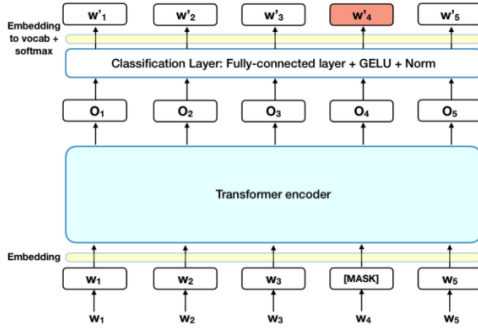 Embedding
to vocab +
softmax
w'₁ w'₂ w'₃ w'₄ w'₅
Classification Layer: Fully-connected layer + GELU + Norm
O₁ O₂ O₃ O₄ O₅
Transformer encoder
Embedding
w₁ w₂ w₃ [MASK] w₅
w₁ w₂ w₃ w₄ w₅